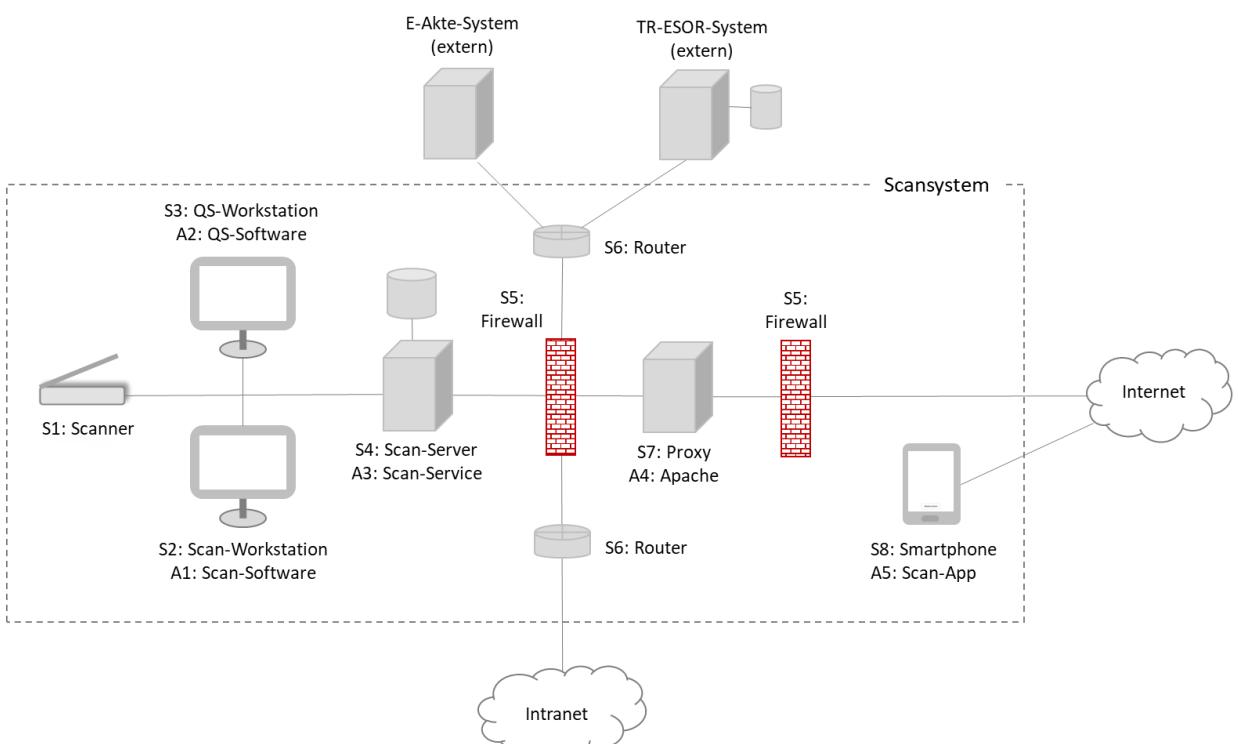 E-Akte-System
(extern)
TR-ESOR-System
(extern)
Scansystem
S3: QS-Workstation
A2: QS-Software
S6: Router
S5:
Firewall
S5:
Firewall
Internet
S1: Scanner
S4: Scan-Server
A3: Scan-Service
S7: Proxy
A4: Apache
S2: Scan-Workstation
A1: Scan-Software
S6: Router
S8: Smartphone
A5: Scan-App
Intranet